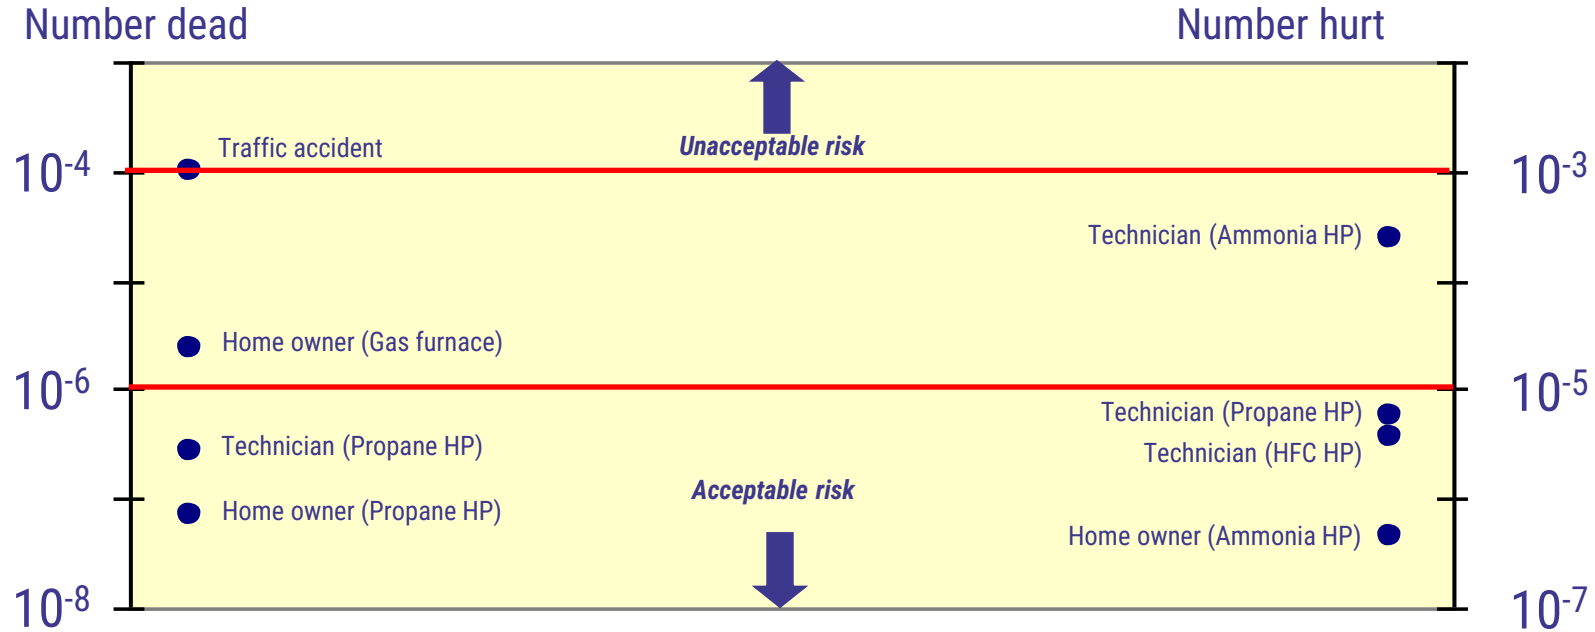 Number dead
Number hurt
Traffic accident
Unacceptable risk
10-4
10-3
Technician (Ammonia HP)
Home owner (Gas furnace)
10-6
10-5
Technician (Propane HP)
Technician (Propane HP)
Technician (HFC HP)
Acceptable risk
Home owner (Propane HP)
Home owner (Ammonia HP)
10-8
10-7